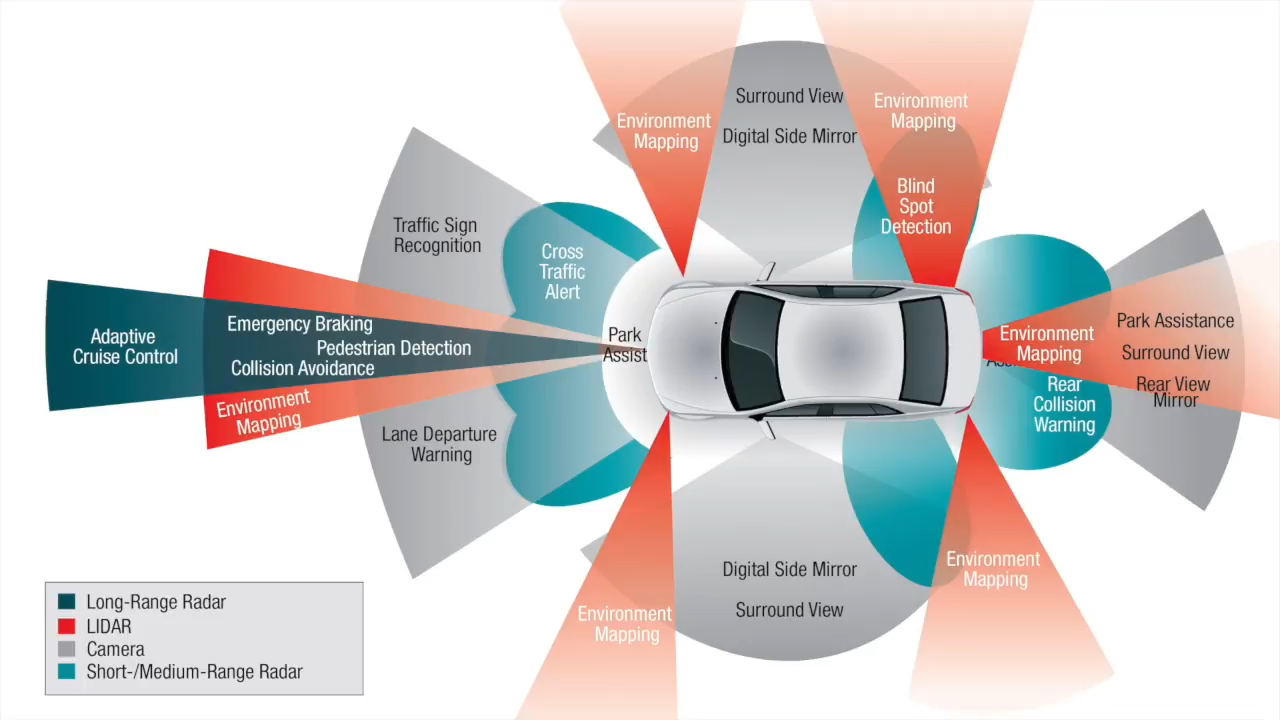 Surround View
Digital Side Mirror
Environment
Mapping
Environment
Mapping
Blind
Spot
Detection
Traffic Sign
Recognition
Cross
Traffic
Alert
Adaptive
Cruise Control
Emergency Braking
Pedestrian Detection
Collision Avoidance
Environment
Mapping
Park
Assist
Lane Departure
Warning
Environment
Mapping
Park Assistance
Surround View
Rear View
Mirror
Rear
Collision
Warning
Digital Side Mirror
Surround View
Environment
Mapping
Environment
Mapping
Long-Range Radar
LIDAR
Camera
Short-/Medium-Range Radar